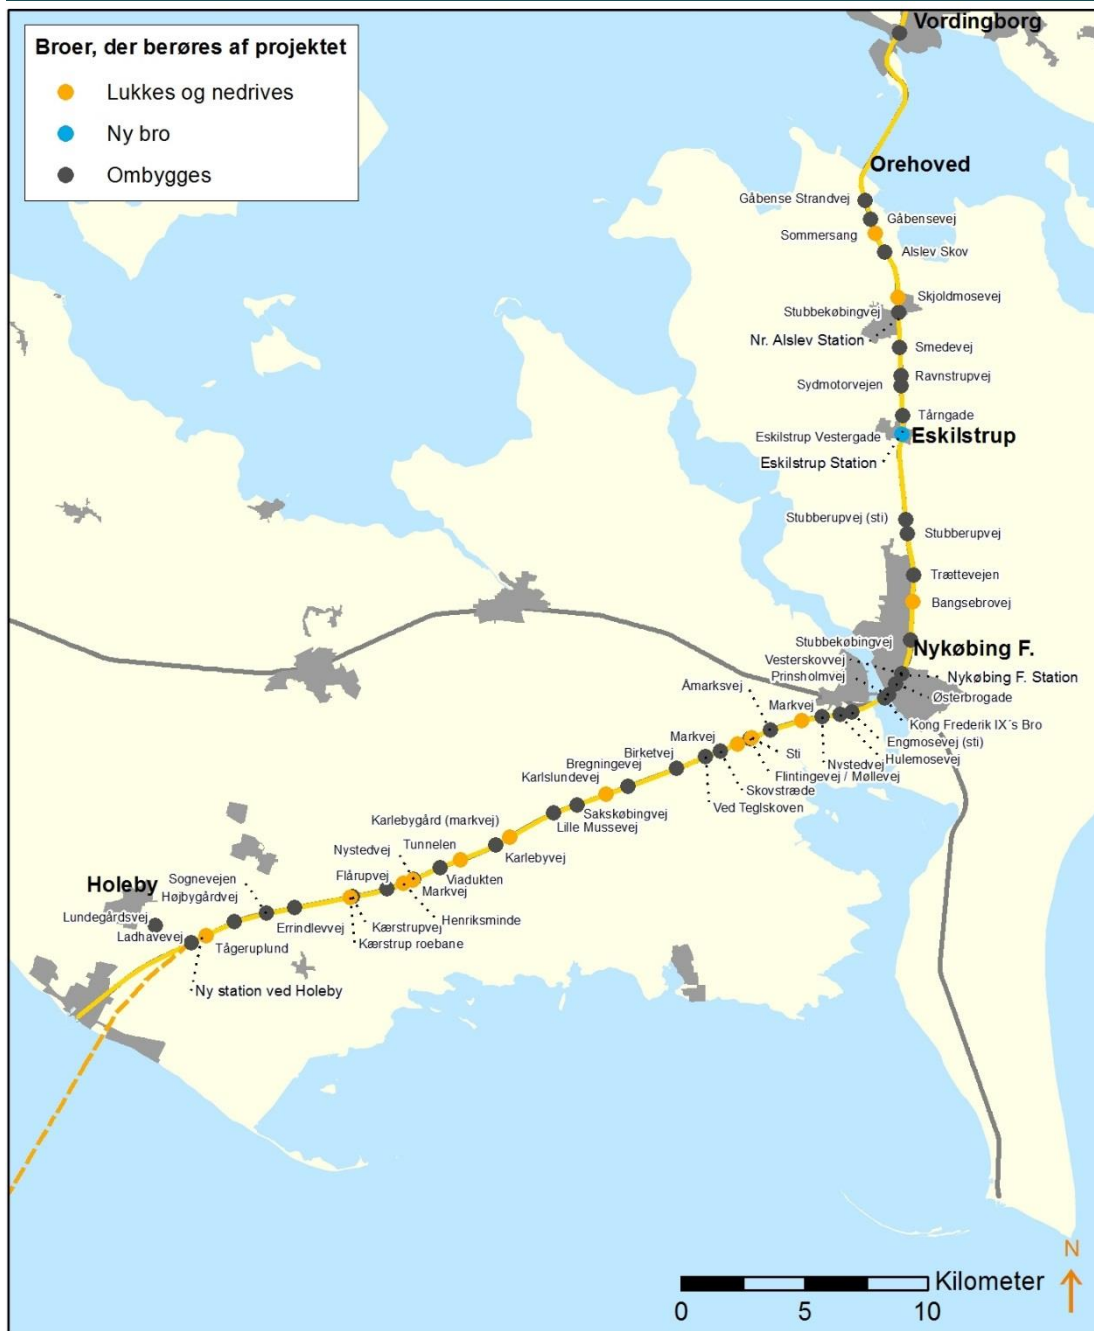 Broer, der berøres af projektet
Lukkes og nedrives
Ny bro
Ombygges
Vordingborg
Orehoved
Gåbense Strandvej
Gåbensevej
Sommersang
Alslev Skov
Skjoldmosevej
Stubbekøbingvej
Nr. Alslev Station
Smedevej
Ravnstrupvej
Sydmotorvejen
Tårngade
Eskilstrup Vestergade
Eskilstrup
Eskilstrup Station
Stubberupvej (sti)
Stubberupvej
Trættevejen
Bangsebrovej
Stubbekøbingvej
Nykøbing F.
Vesterskovvej
Prinsholmvej
Nykøbing F. Station
Åmarksvej
Østerbrogade
Markvej
Kong Frederik IX´s Bro
Engmosevej (sti)
Hulemosevej
Markvej
Sti
Birketvej
Bregningevej
Nystedvej
Flintingevej / Møllevej
Karlslundevej
Skovstræde
Ved Teglskoven
Sakskøbingvej
Karlebygård (markvej)
Lille Mussevej
Tunnelen
Nystedvej
Karlebyvej
Flårupvej
Viadukten
Markvej
Holeby
Sognevejen
Højbygårdvej
Henriksminde
Lundegårdsvej
Errindlevvej
Kærstrupvej
Ladhavevej
Kærstrup roebane
Tågeruplund
Ny station ved Holeby
N
Kilometer
0 5 10